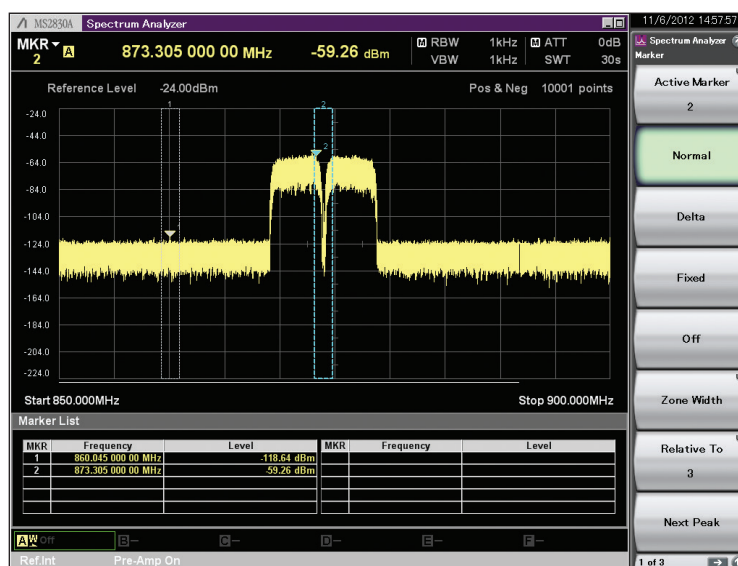 MS2830A Spectrum Analyzer
11/6/2012 14:57:57
MKR A 873.305 000 00 MHz -59.26 dBm M RBW 1kHz M ATT 0dB
2 VBW 1kHz SWT 30s
Reference Level -24.00dBm Pos & Neg 10001 points
1 2
-24.0
-44.0
2
-64.0
-84.0
-104.0
-124.0
-144.0
-164.0
-184.0
-204.0
-224.0
Start 850.000MHz Stop 900.000MHz
Marker List
MKR Frequency Level MKR Frequency Level
1 860.045 000 00 MHz -118.64 dBm
2 873.305 000 00 MHz -59.26 dBm
A W Off B- C- D- E- F-
Ref.Int Pre-Amp On
Spectrum Analyzer
Marker
Active Marker
2
Normal
Delta
Fixed
Off
Zone Width
Relative To
3
Next Peak
1 of 3